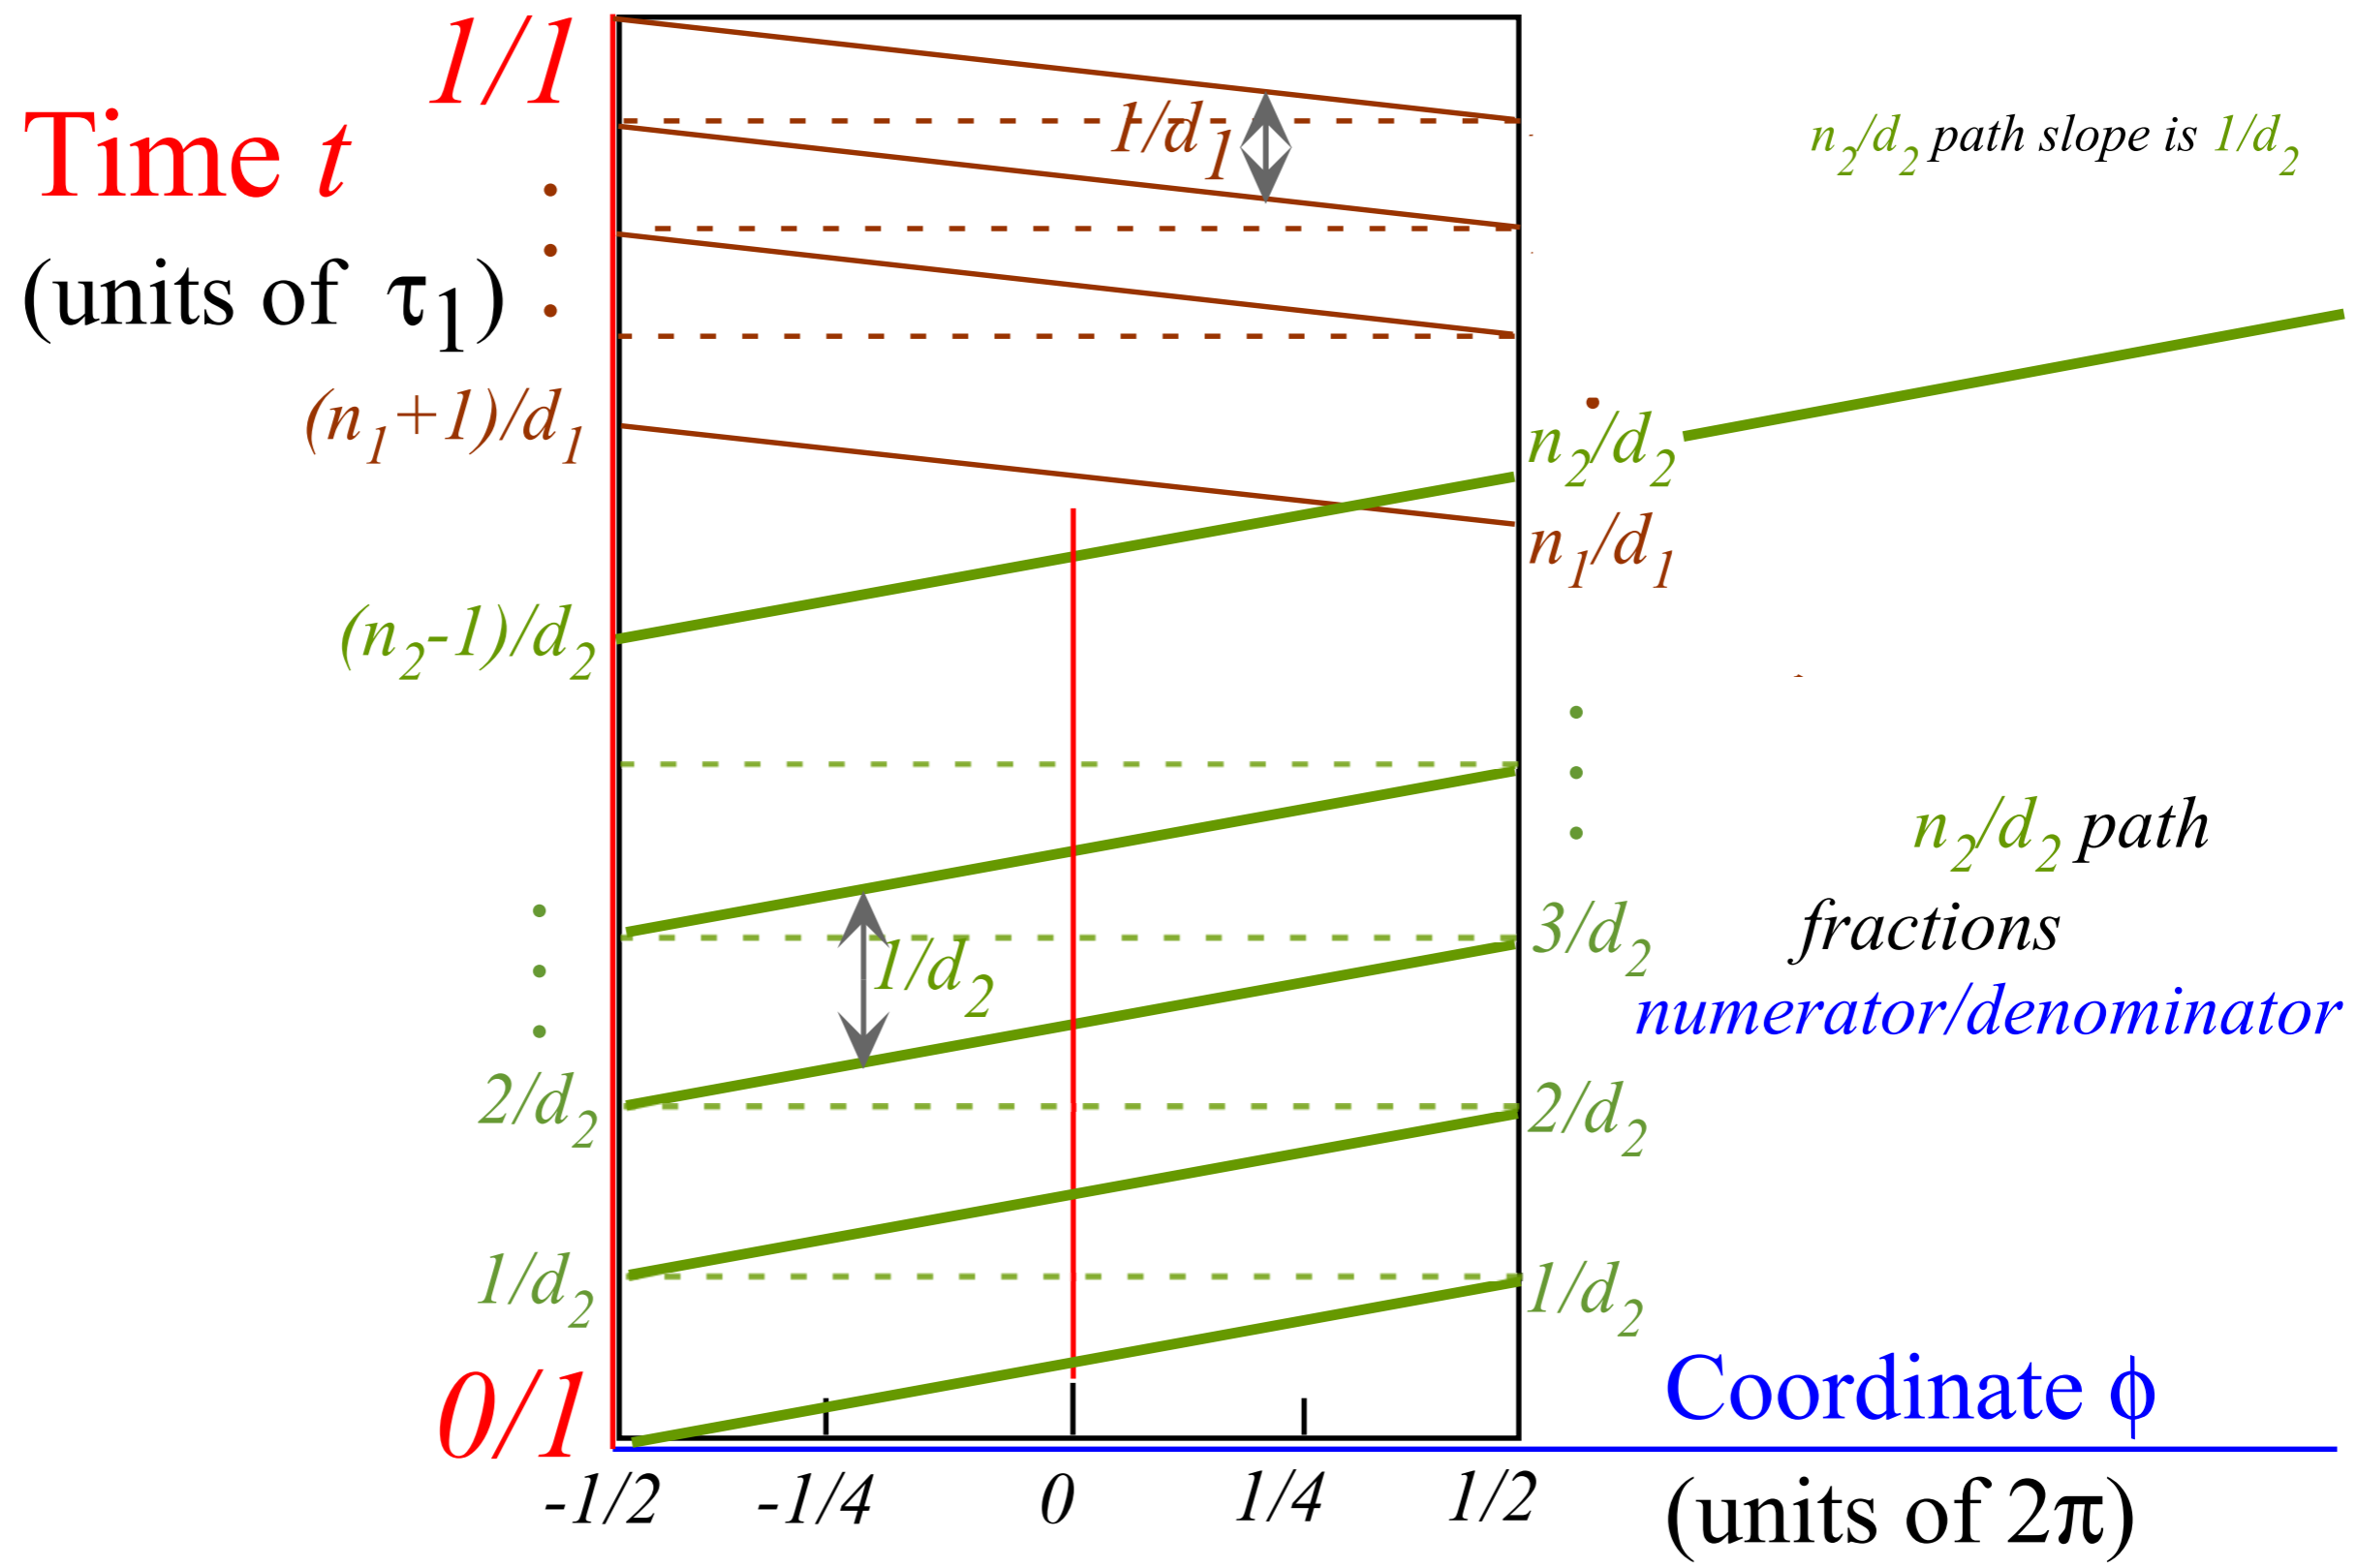 1/1
Time t
(units of τ1)
1/d1
n2/d2 path slope is 1/d2
(n1+1)/d1
n2/d2
n1/d1
(n2-1)/d2
n2/d2 path
fractions
numerator/denominator
1/d2
3/d2
2/d2
2/d2
1/d2
1/d2
0/1
Coordinate ϕ
(units of 2π)
-1/2
-1/4
0
1/4
1/2